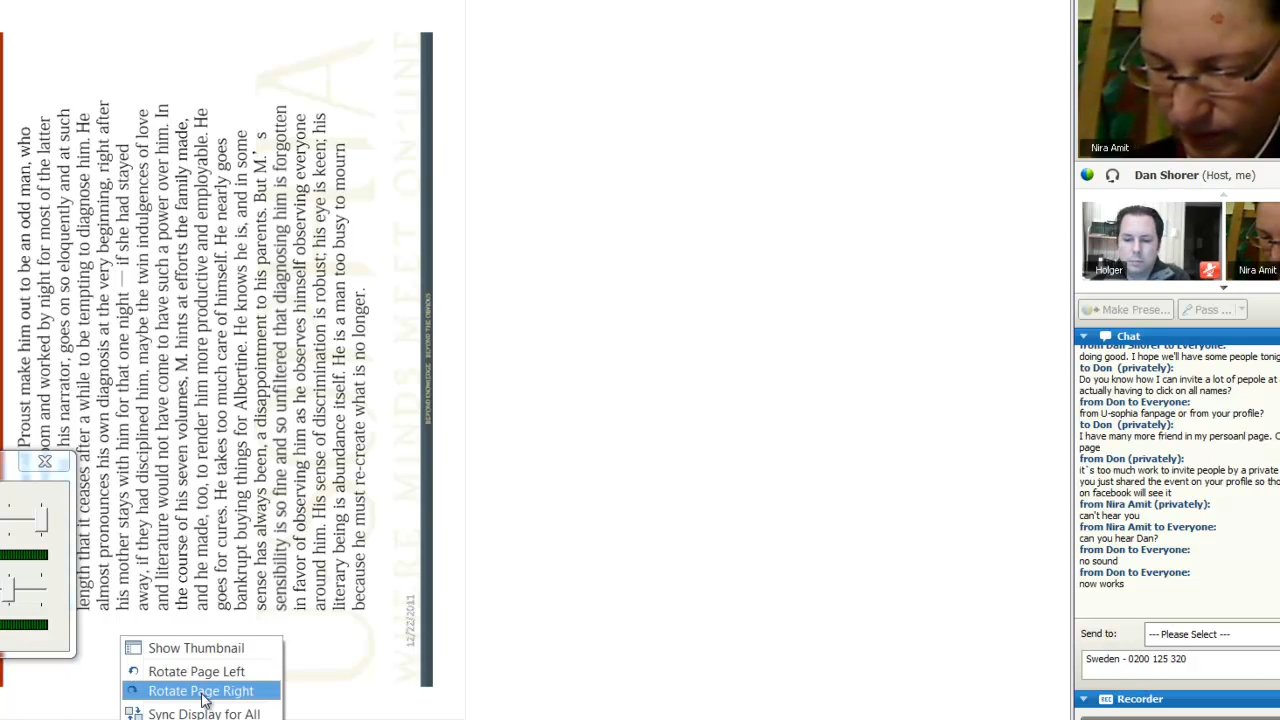 Proust make him out to be an odd man, who
om and worked by night for most of the latter
his narrator, goes on so eloquently and at such
length that it ceases after a while to be tempting to diagnose him. He
almost pronounces his own diagnosis at the very beginning, right after
his mother stays with him for that one night — if she had stayed
away, if they had disciplined him, maybe the twin indulgences of love
and literature would not have come to have such a power over him. In
the course of his seven volumes, M. hints at efforts the family made,
and he made, too, to render him more productive and employable. He
goes for cures. He takes too much care of himself. He nearly goes
bankrupt buying things for Albertine. He knows he is, and in some
sense has always been, a disappointment to his parents. But M.' s
sensibility is so fine and so unfiltered that diagnosing him is forgotten
in favor of observing him as he observes himself observing everyone
around him. His sense of discrimination is robust; his eye is keen; his
literary being is abundance itself. He is a man too busy to mourn
because he must re-create what is no longer.
12/22/2011
WHERE MINDS MEET ON-LINE
BEYOND KNOWLEDGE BEYOND THE OBVIOUS
Show Thumbnail
Rotate Page Left
Rotate Page Right
Sync Display for All
Nira Amit
Dan Shorer (Host, me)
Holger
Nira Amit
Make Prese...
Pass ...
Chat
from Dan Shorer to Everyone:
doing good. I hope we'll have some people tonig
to Don (privately):
Do you know how I can invite a lot of pepole at
actually having to click on all names?
from Don to Everyone:
from U-sophia fanpage or from your profile?
to Don (privately):
I have many more friend in my persoanl page. C
page
from Don (privately):
it`s too much work to invite people by a private
you just shared the event on your profile so tho
on facebook will see it
from Nira Amit (privately):
can't hear you
from Nira Amit to Everyone:
can you hear Dan?
from Don to Everyone:
no sound
from Don to Everyone:
now works
Send to:
--- Please Select ---
Sweden - 0200 125 320
REC Recorder